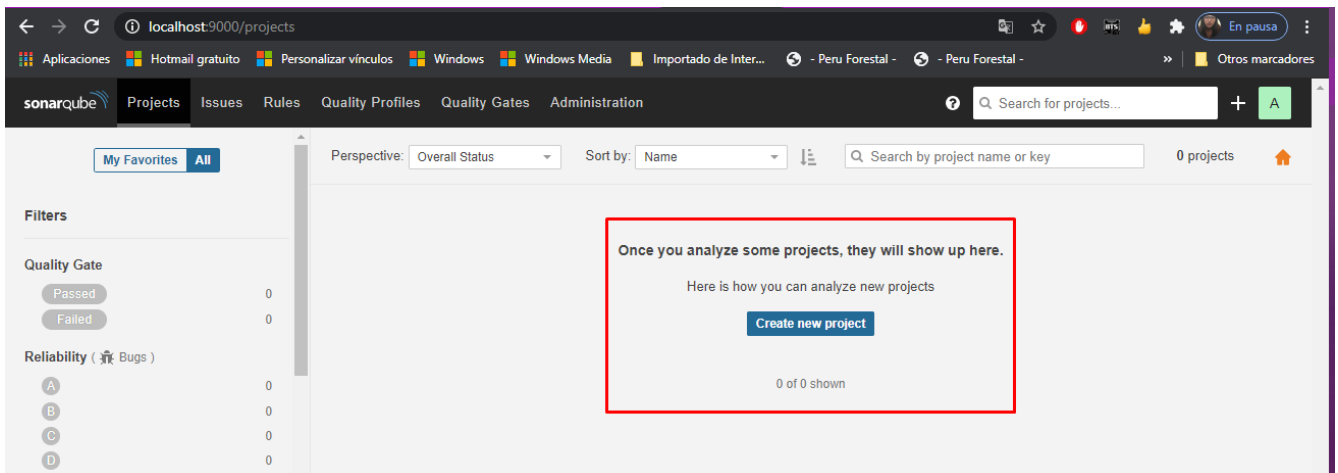 localhost:9000/projects
En pausa
Aplicaciones Hotmail gratuito Personalizar vínculos Windows Windows Media Importado de Inter... - Peru Forestal - - Peru Forestal - » Otros marcadores
sonarqube Projects Issues Rules Quality Profiles Quality Gates Administration ? Search for projects... + A
My Favorites All
Perspective: Overall Status Sort by: Name Search by project name or key 0 projects
Filters
Quality Gate
Passed 0
Failed 0
Reliability ( Bugs )
A 0
B 0
C 0
D 0
Once you analyze some projects, they will show up here.
Here is how you can analyze new projects
Create new project
0 of 0 shown